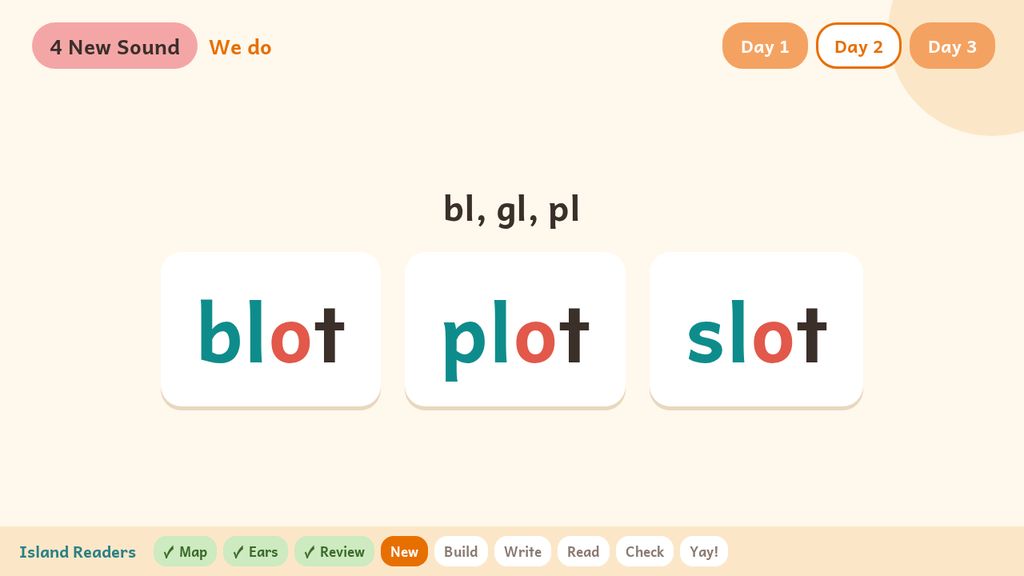 4 New Sound We do Day 1 Day 2 Day 3
bl, gl, pl
blot plot slot
Island Readers ✓ Map ✓ Ears ✓ Review New Build Write Read Check Yay!